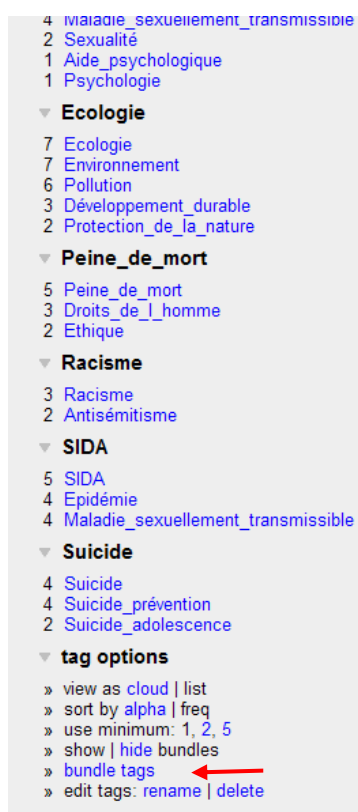 4 Maladie_sexuellement_transmissible
2 Sexualité
1 Aide_psychologique
1 Psychologie
Ecologie
7 Ecologie
7 Environnement
6 Pollution
3 Développement_durable
2 Protection_de_la_nature
Peine_de_mort
5 Peine_de_mort
3 Droits_de_l_homme
2 Ethique
Racisme
3 Racisme
2 Antisémitisme
SIDA
5 SIDA
4 Epidémie
4 Maladie_sexuellement_transmissible
Suicide
4 Suicide
4 Suicide_prévention
2 Suicide_adolescence
tag options
» view as cloud | list
» sort by alpha | freq
» use minimum: 1, 2, 5
» show | hide bundles
» bundle tags
» edit tags: rename | delete